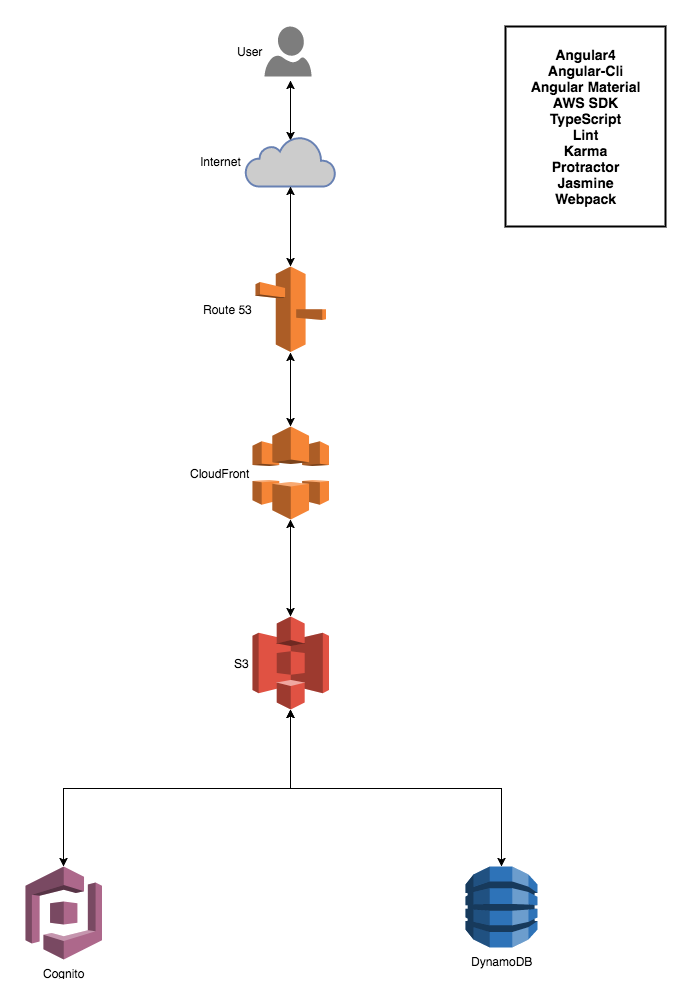 User
Angular4
Angular-Cli
Angular Material
AWS SDK
TypeScript
Lint
Karma
Protractor
Jasmine
Webpack
Internet
Route 53
CloudFront
S3
Cognito
DynamoDB